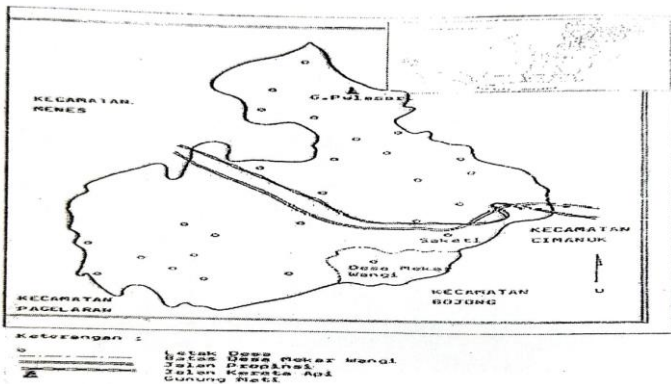 G. Pulosari
KECAMATAN.
MENES
KECAMATAN
CIMANUK
Saketi
Desa Mekar
Wangi
KECAMATAN
BOJONG
U
KECAMATAN
PAGELARAN
Keterangan :
Letak Desa
Batas Desa Mekar Wangi
Jalan Propinsi
Jalan Kereta Api
Gunung Mati